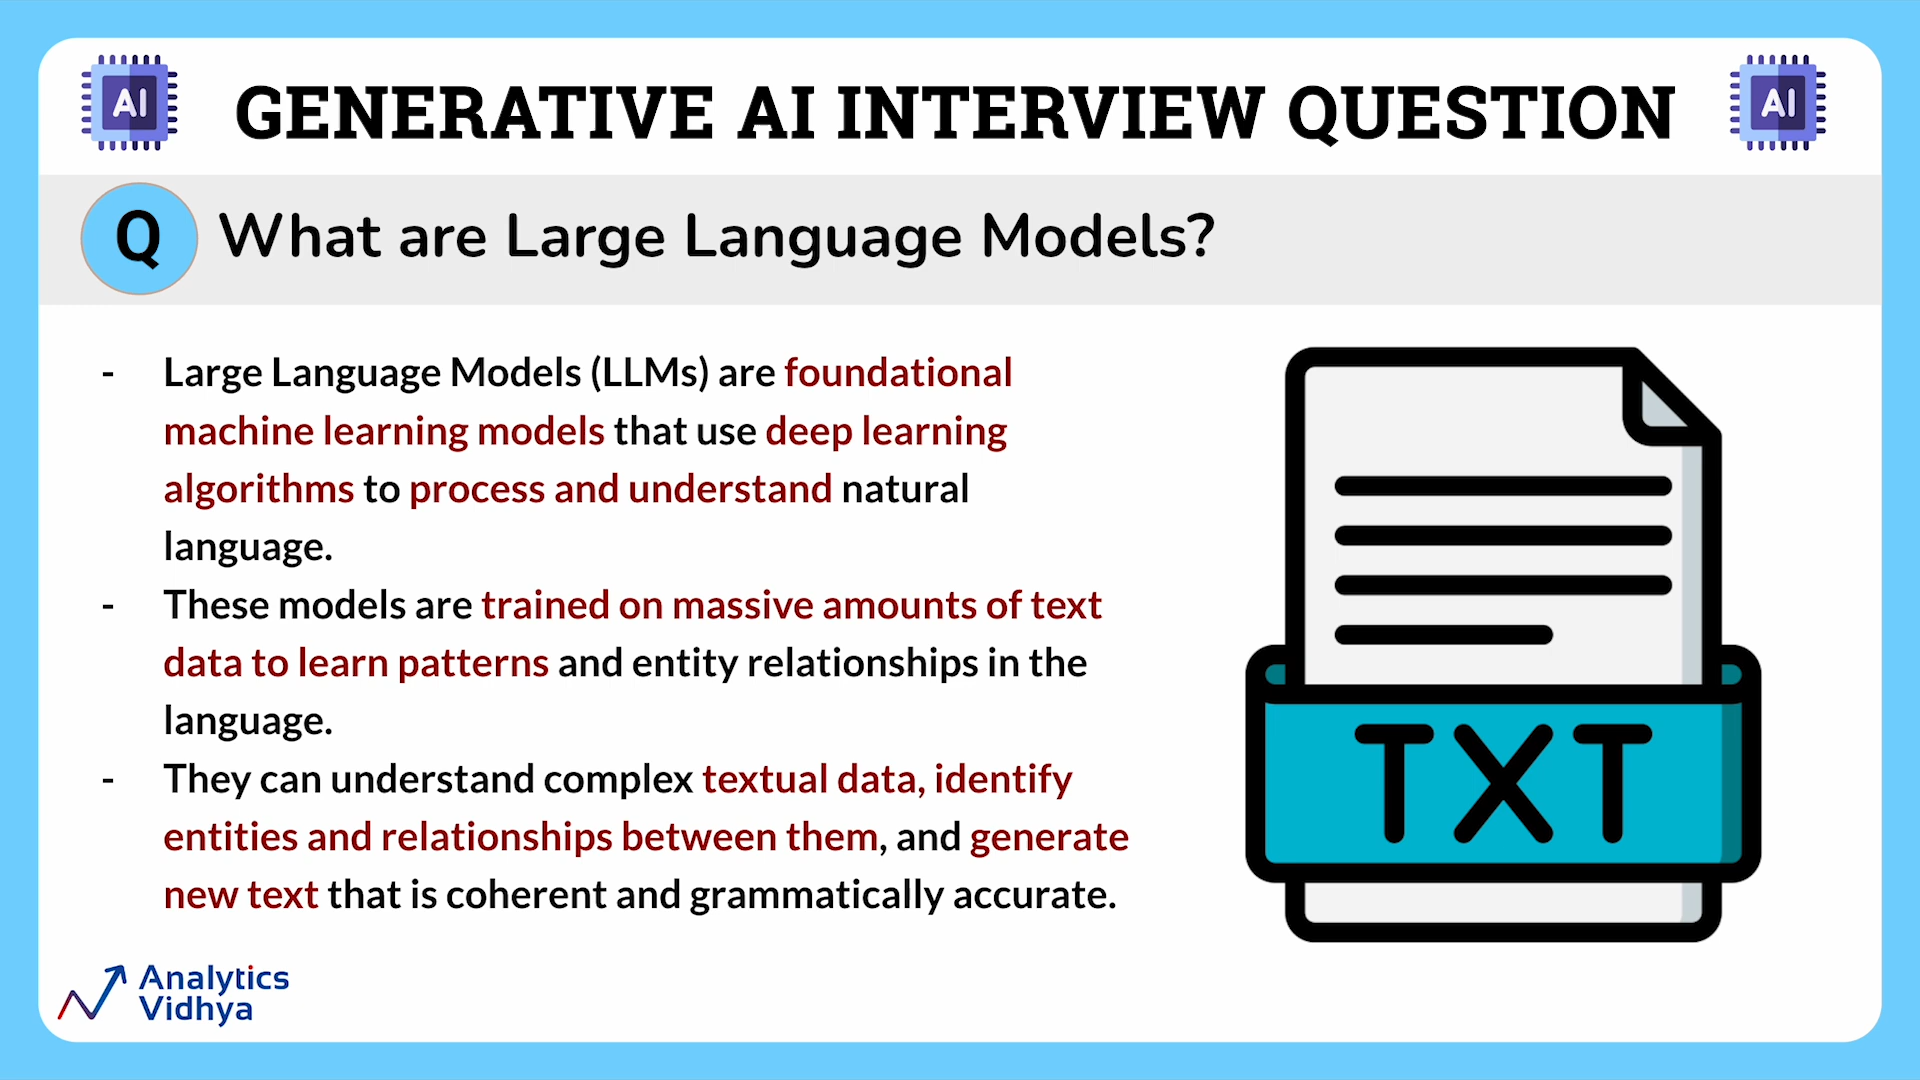 AI
GENERATIVE AI INTERVIEW QUESTION
AI
Q
What are Large Language Models?
- Large Language Models (LLMs) are foundational
machine learning models that use deep learning
algorithms to process and understand natural
language.
- These models are trained on massive amounts of text
data to learn patterns and entity relationships in the
language.
- They can understand complex textual data, identify
entities and relationships between them, and generate
new text that is coherent and grammatically accurate.
TXT
Analytics
Vidhya